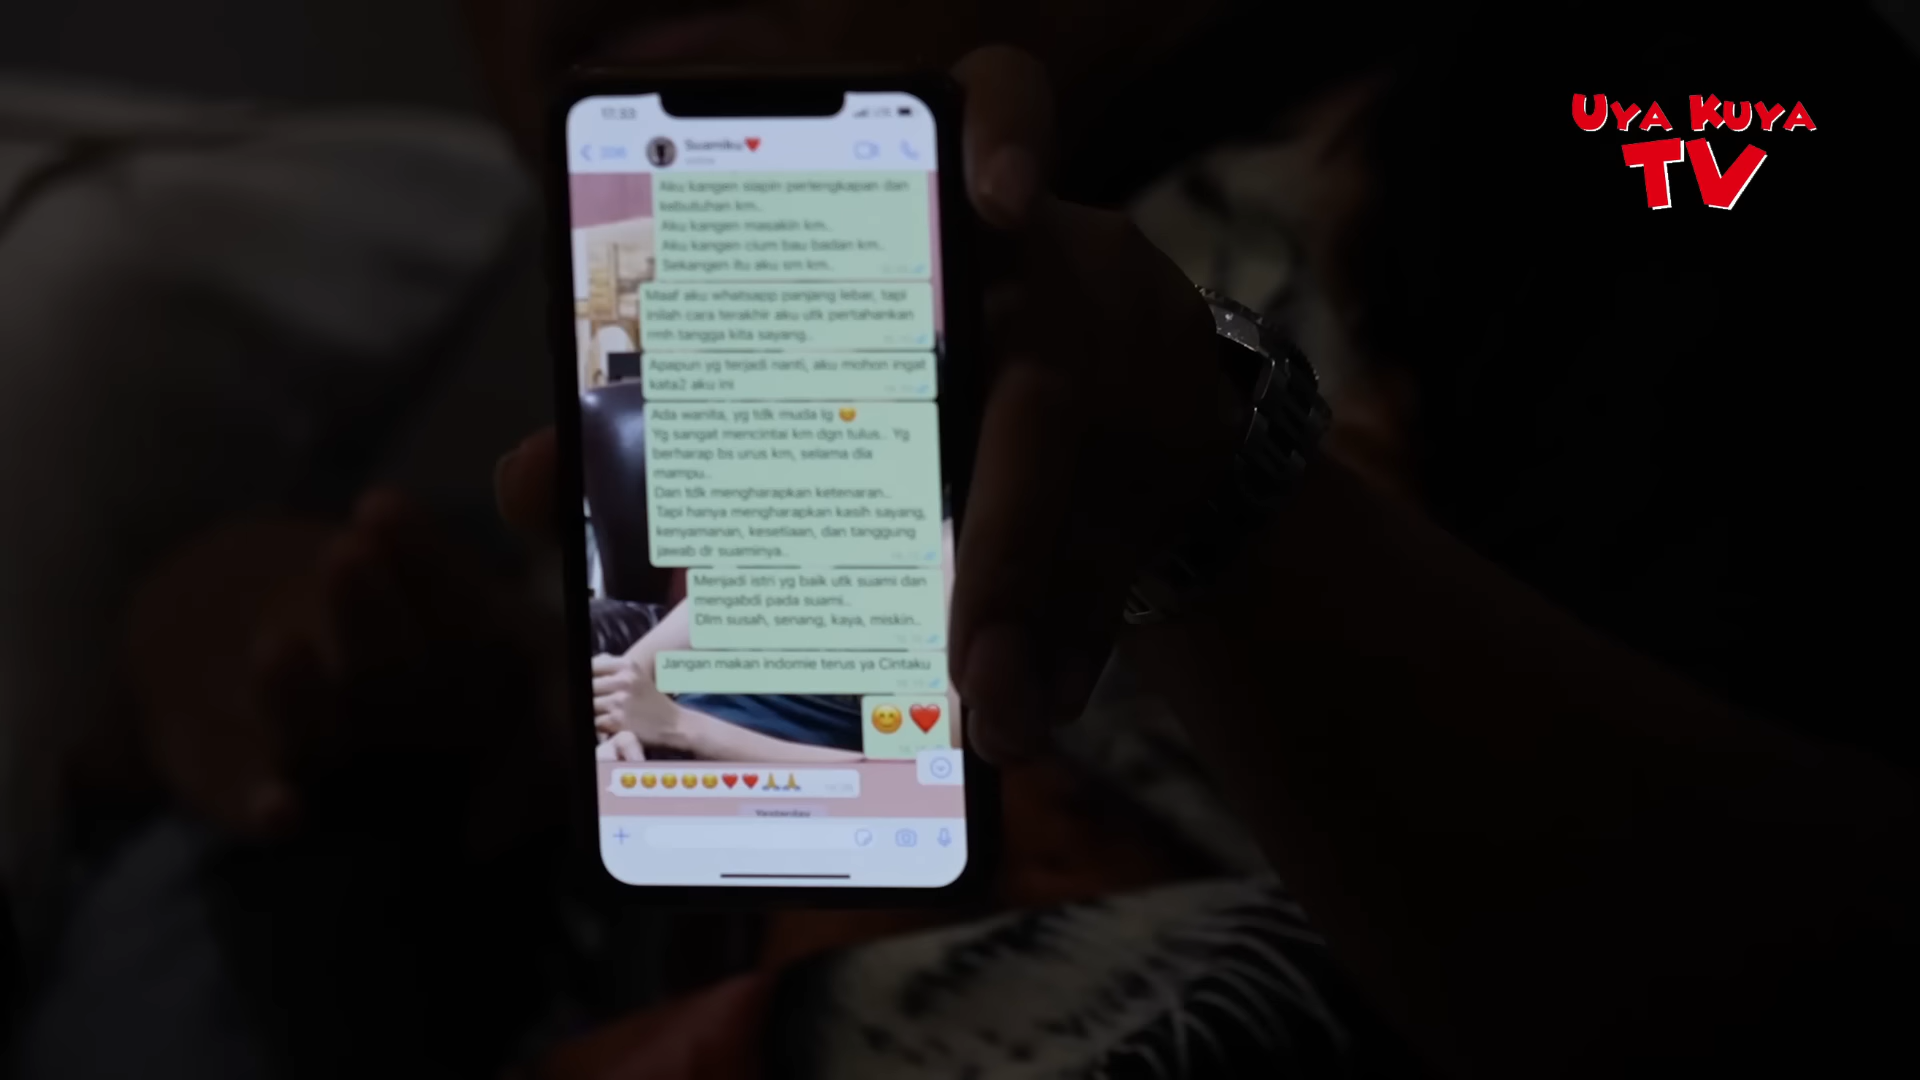 UYA KUYA
TV
17:33
Suamiku❤️
Aku kangen siapin perlengkapan dan
kebutuhan km..
Aku kangen masakin km..
Aku kangen cium bau badan km..
Sekangen itu aku sm km..
Maaf aku whatsapp panjang lebar, tapi
inilah cara terakhir aku utk pertahankan
rmh tangga kita sayang..
Apapun yg terjadi nanti, aku mohon ingat
kata2 aku ini
Ada wanita, yg tdk muda lg 😊
Yg sangat mencintai km dgn tulus.. Yg
berharap bs urus km, selama dia
mampu..
Dan tdk mengharapkan ketenaran..
Tapi hanya mengharapkan kasih sayang,
kenyamanan, kesetiaan, dan tanggung
jawab dr suaminya..
Menjadi istri yg baik utk suami dan
mengabdi pada suami..
Dlm susah, senang, kaya, miskin..
Jangan makan indomie terus ya Cintaku
😊❤️
Yesterday